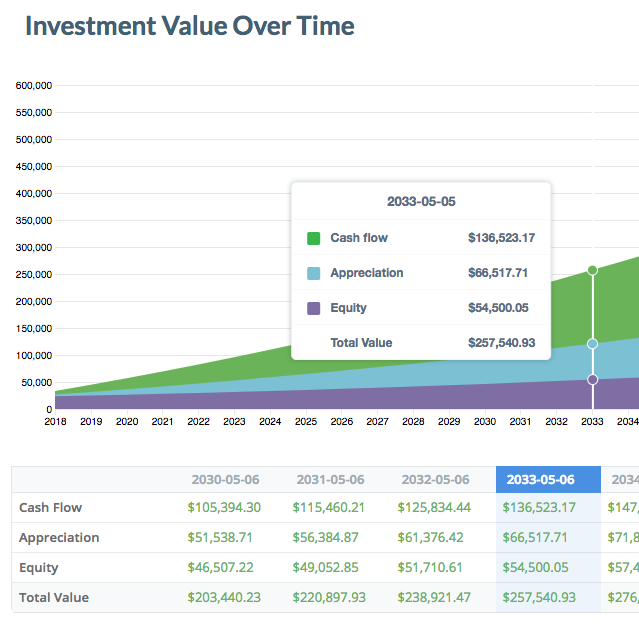 Investment Value Over Time
600,000
550,000
500,000
450,000
400,000
350,000
300,000
250,000
200,000
150,000
100,000
50,000
0
2033-05-05
Cash flow $136,523.17
Appreciation $66,517.71
Equity $54,500.05
Total Value $257,540.93
2018 2019 2020 2021 2022 2023 2024 2025 2026 2027 2028 2029 2030 2031 2032 2033 2034
2030-05-06 2031-05-06 2032-05-06 2033-05-06 2034
Cash Flow $105,394.30 $115,460.21 $125,834.44 $136,523.17 $147,
Appreciation $51,538.71 $56,384.87 $61,376.42 $66,517.71 $71,8
Equity $46,507.22 $49,052.85 $51,710.61 $54,500.05 $57,4
Total Value $203,440.23 $220,897.93 $238,921.47 $257,540.93 $276,